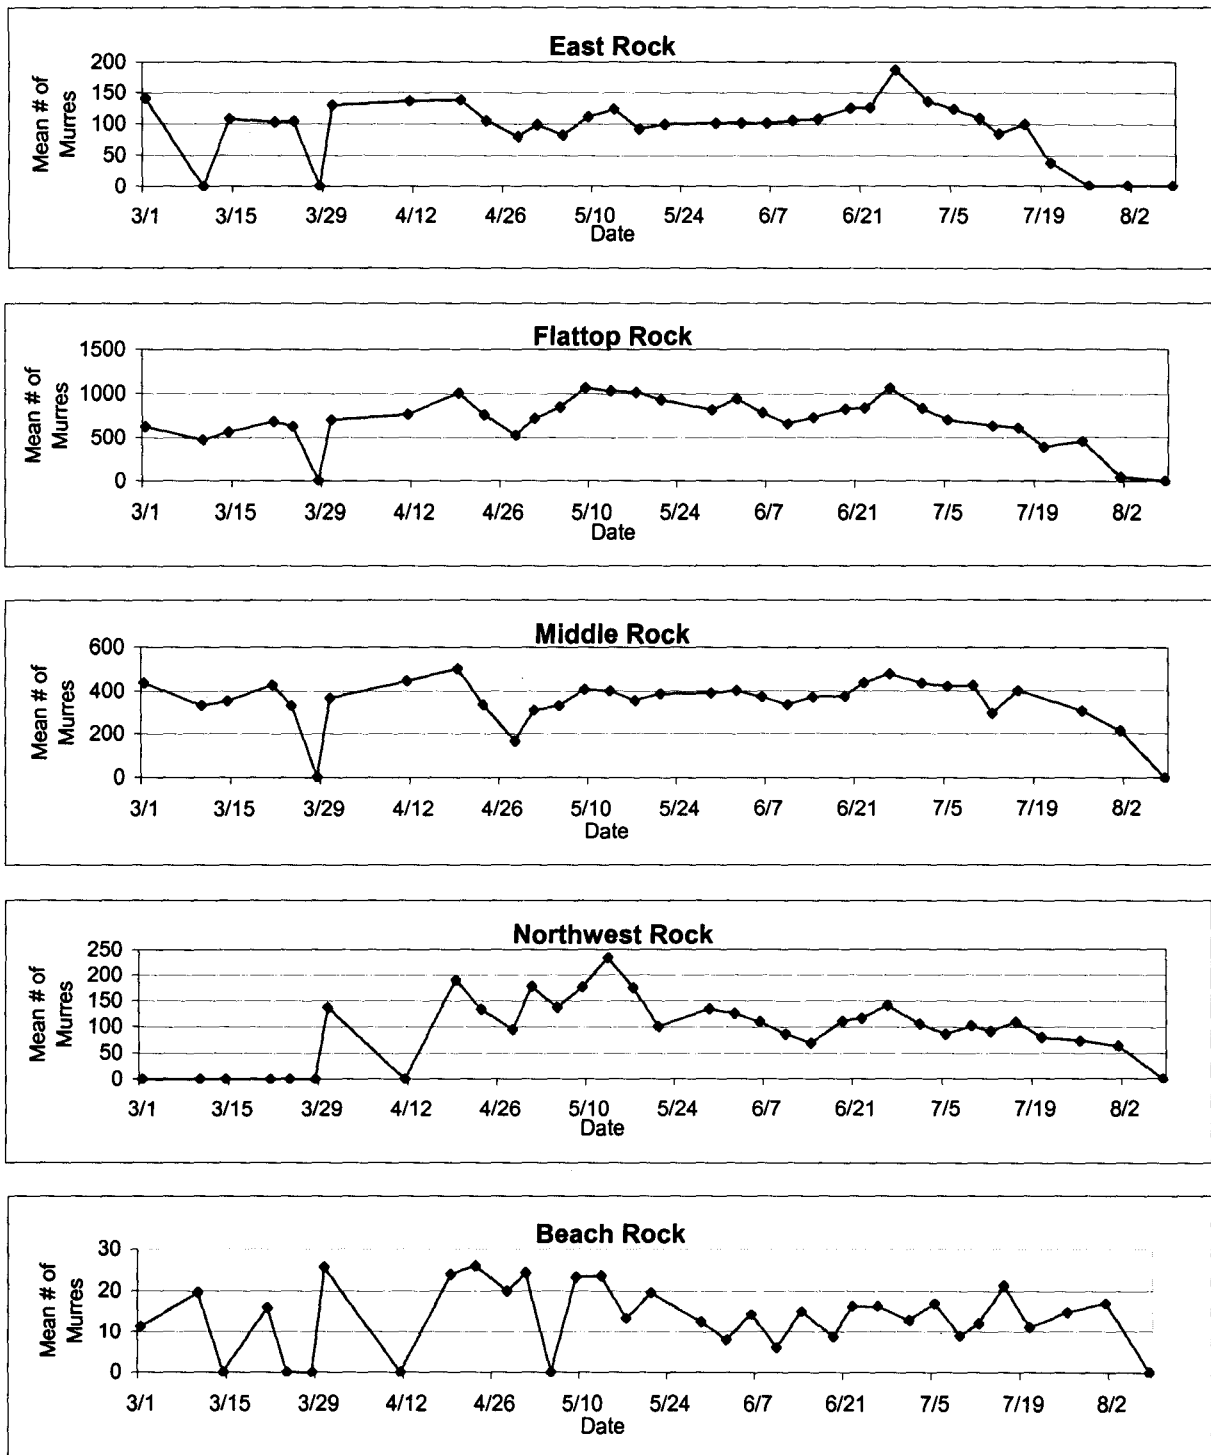 East Rock
Mean # of
Murres
200
150
100
50
0
3/1 3/15 3/29 4/12 4/26 5/10 5/24 6/7 6/21 7/5 7/19 8/2
Date
Flattop Rock
Mean # of
Murres
1500
1000
500
0
3/1 3/15 3/29 4/12 4/26 5/10 5/24 6/7 6/21 7/5 7/19 8/2
Date
Middle Rock
Mean # of
Murres
600
400
200
0
3/1 3/15 3/29 4/12 4/26 5/10 5/24 6/7 6/21 7/5 7/19 8/2
Date
Northwest Rock
Mean # of
Murres
250
200
150
100
50
0
3/1 3/15 3/29 4/12 4/26 5/10 5/24 6/7 6/21 7/5 7/19 8/2
Date
Beach Rock
Mean # of
Murres
30
20
10
0
3/1 3/15 3/29 4/12 4/26 5/10 5/24 6/7 6/21 7/5 7/19 8/2
Date